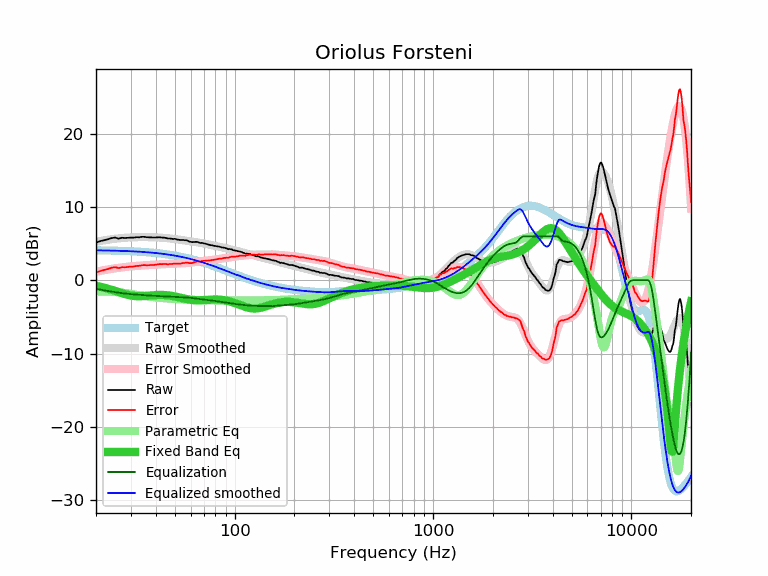 Oriolus Forsteni
Amplitude (dBr)
20
10
0
−10
−20
−30
Target
Raw Smoothed
Error Smoothed
Raw
Error
Parametric Eq
Fixed Band Eq
Equalization
Equalized smoothed
100 1000 10000
Frequency (Hz)